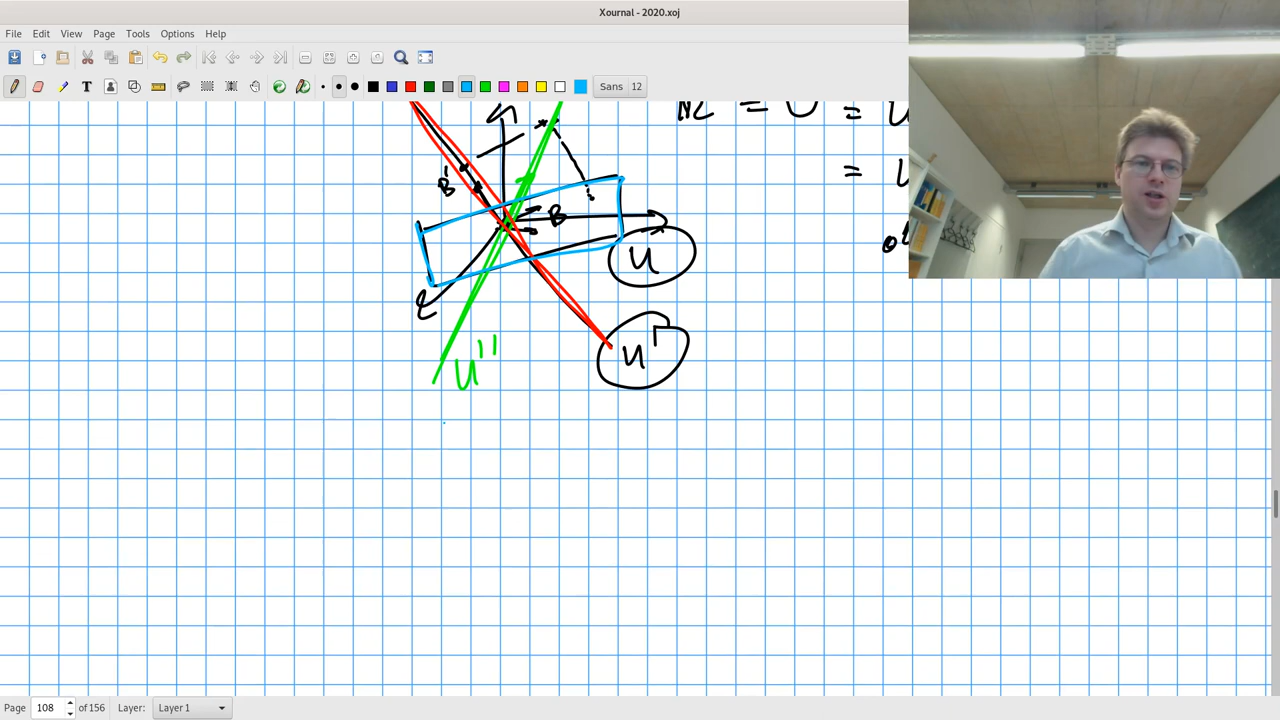 Xournal - 2020.xoj
File Edit View Page Tools Options Help
T Sans 12
= U =
B'
B
=
U
U'
U''
Page 108 of 156 Layer: Layer 1